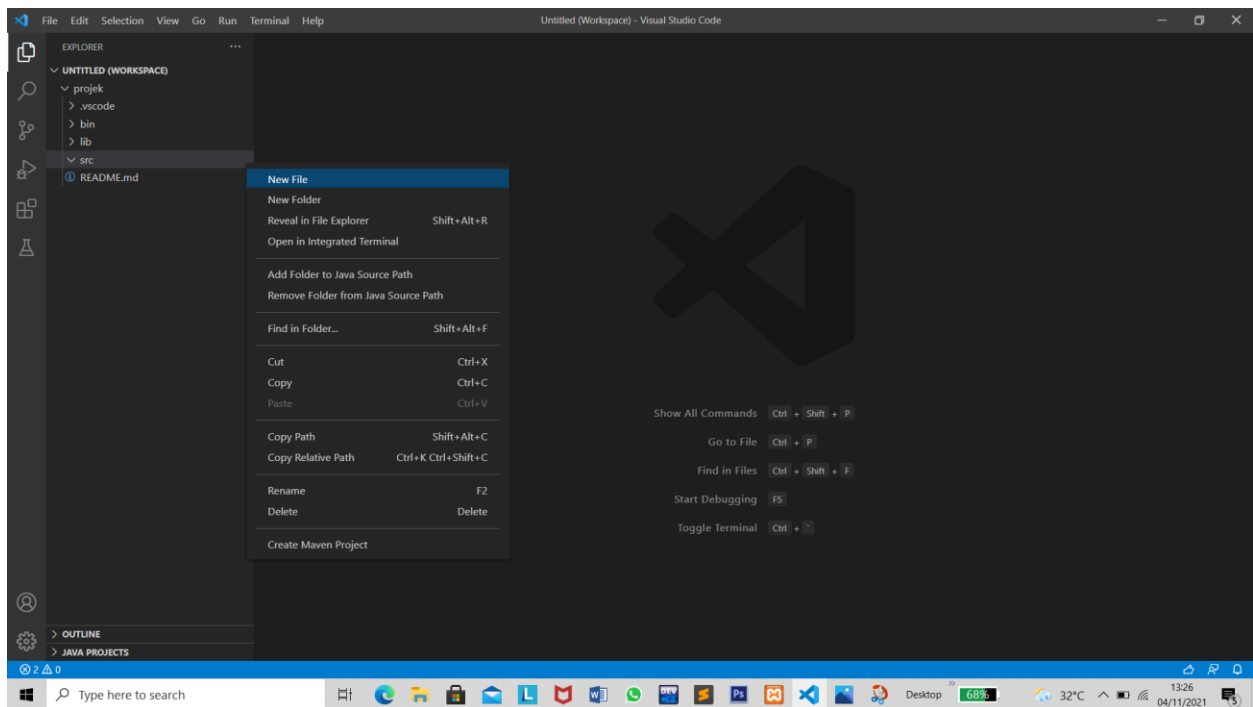 File Edit Selection View Go Run Terminal Help
Untitled (Workspace) - Visual Studio Code
EXPLORER
UNTITLED (WORKSPACE)
projek
.vscode
bin
lib
src
README.md
New File
New Folder
Reveal in File Explorer Shift+Alt+R
Open in Integrated Terminal
Add Folder to Java Source Path
Remove Folder from Java Source Path
Find in Folder... Shift+Alt+F
Cut Ctrl+X
Copy Ctrl+C
Paste Ctrl+V
Copy Path Shift+Alt+C
Copy Relative Path Ctrl+K Ctrl+Shift+C
Rename F2
Delete Delete
Create Maven Project
Show All Commands Ctrl + Shift + P
Go to File Ctrl + P
Find in Files Ctrl + Shift + F
Start Debugging F5
Toggle Terminal Ctrl + `
OUTLINE
JAVA PROJECTS
2 0
Type here to search
L
W
DEV
S
Ps
Desktop
68%
32°C
13:26
04/11/2021
5